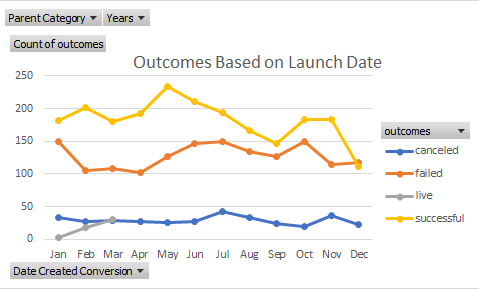 Parent Category Years
Count of outcomes
Outcomes Based on Launch Date
250
200
150
100
50
0
Jan Feb Mar Apr May Jun Jul Aug Sep Oct Nov Dec
outcomes
canceled
failed
live
successful
Date Created Conversion